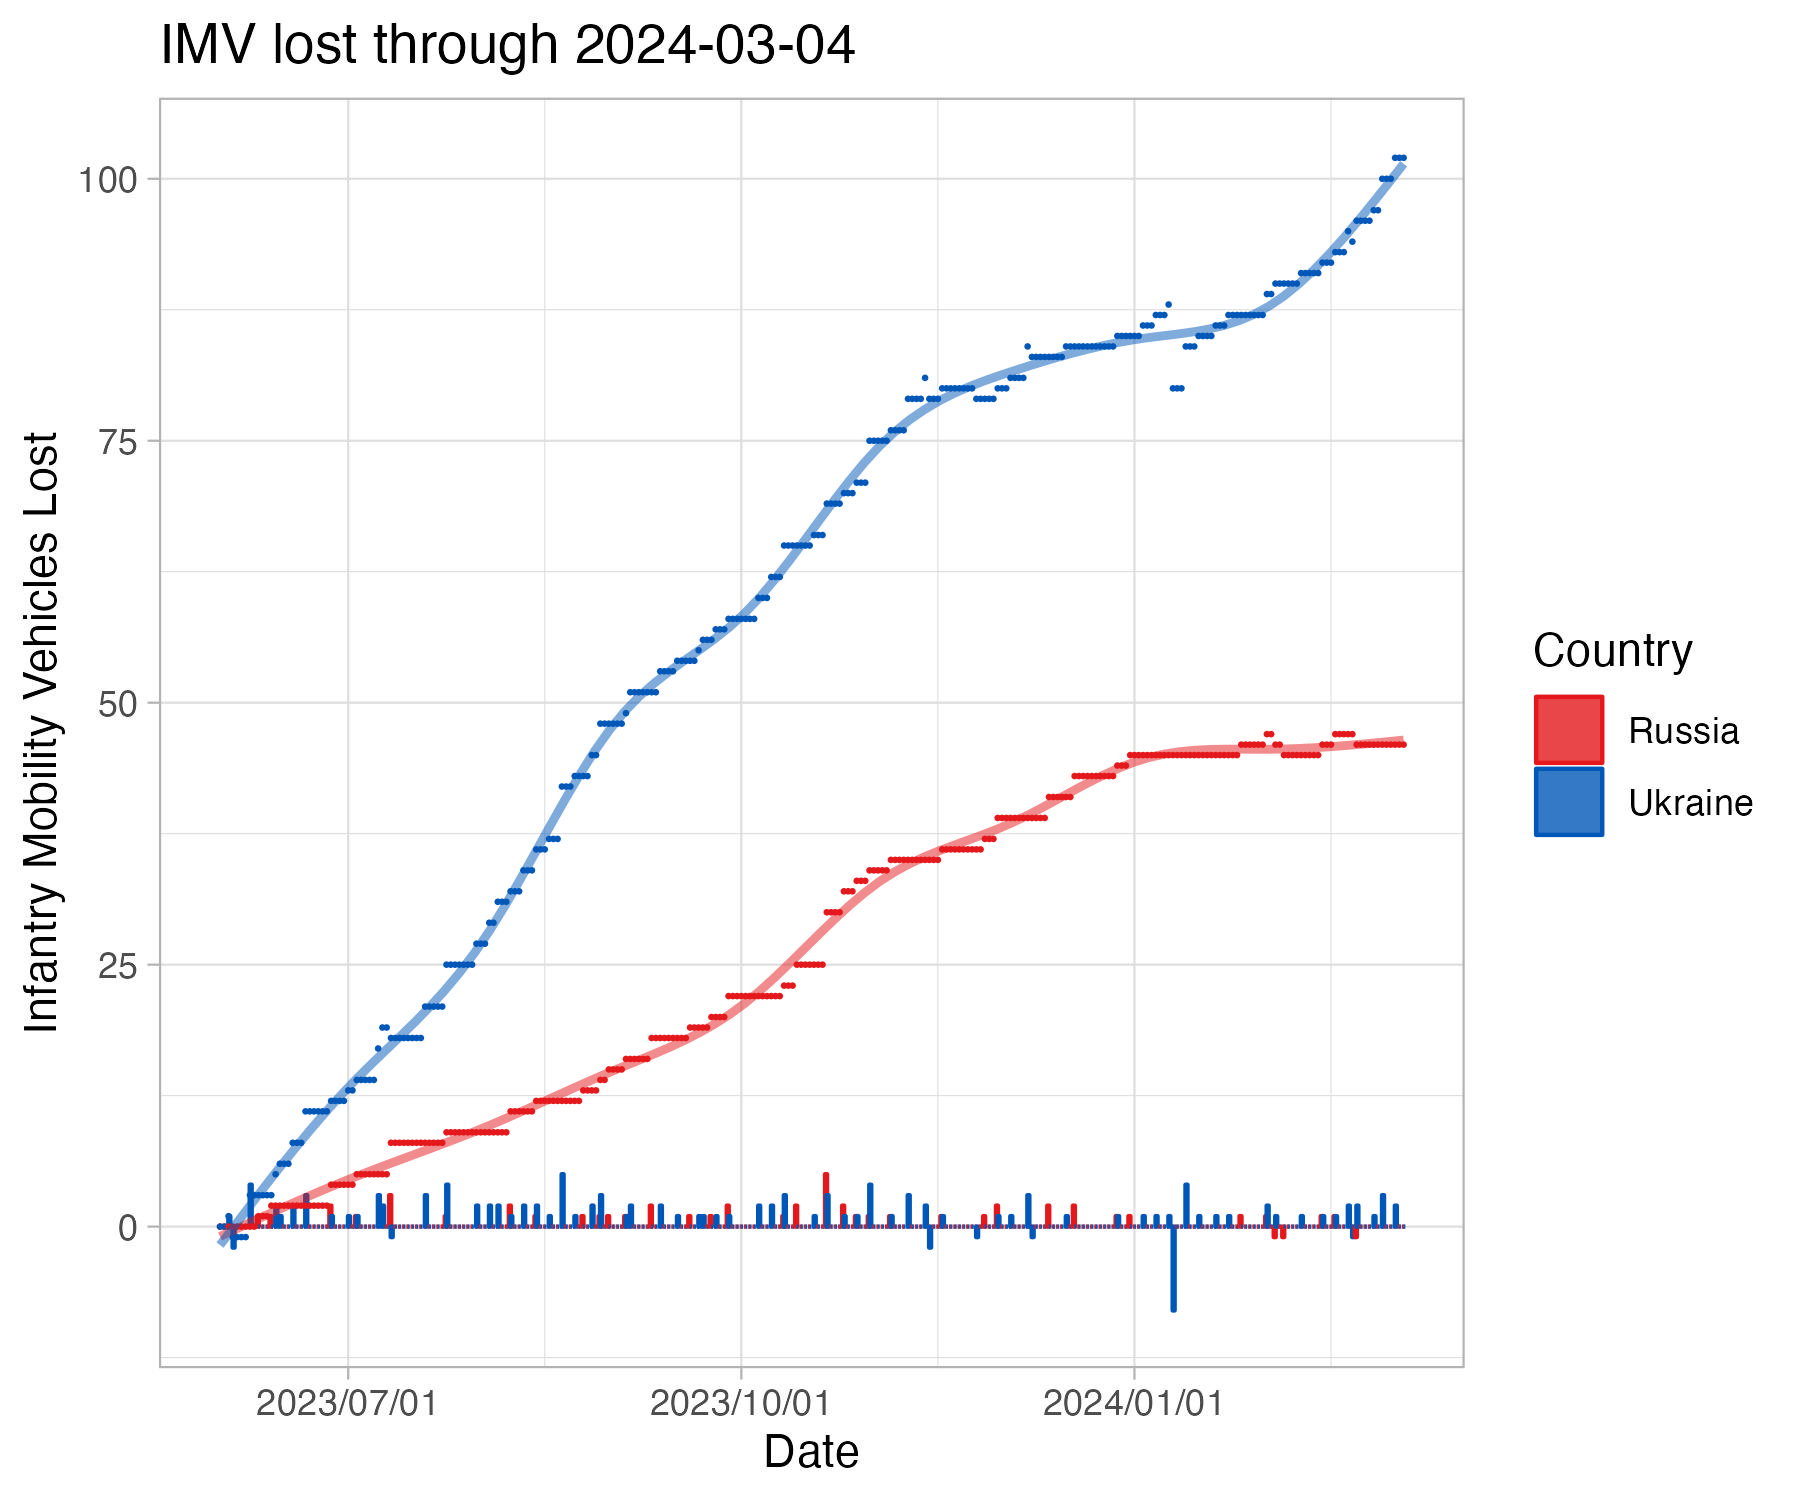 IMV lost through 2024-03-04
Infantry Mobility Vehicles Lost
100
75
50
25
0
2023/07/01
2023/10/01
2024/01/01
Date
Country
Russia
Ukraine